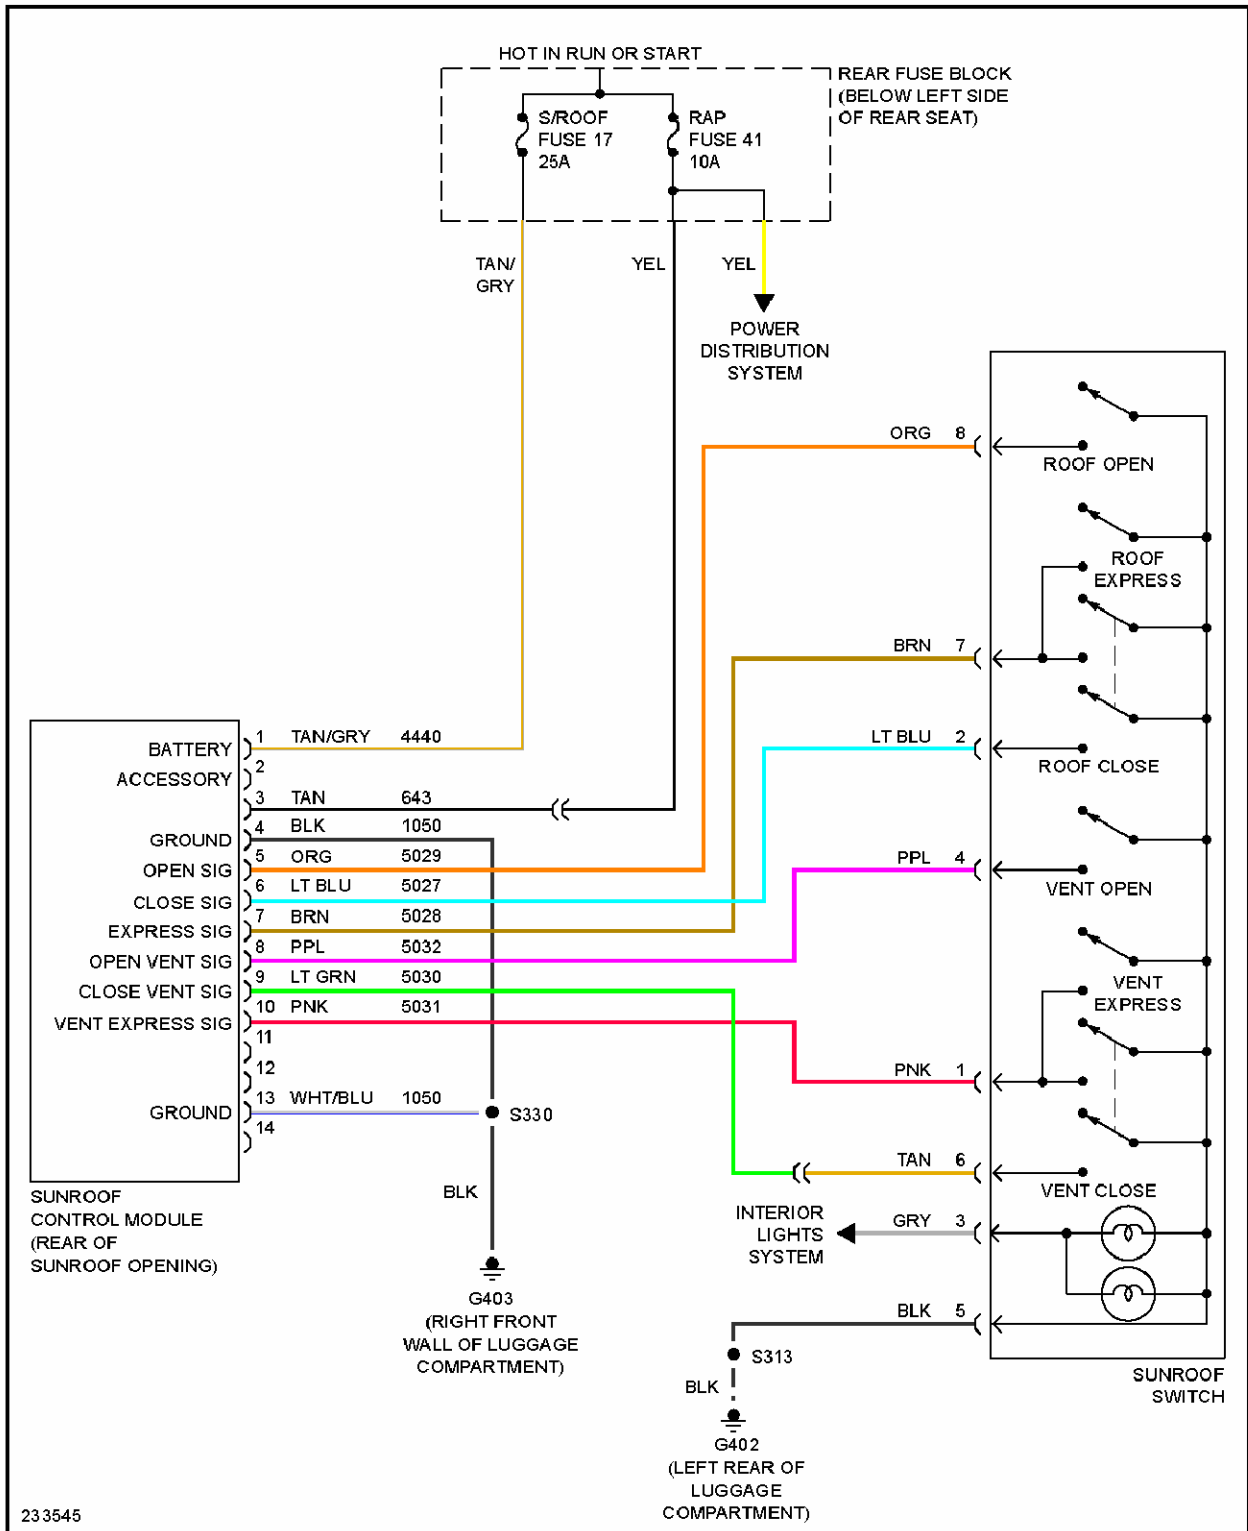 HOT IN RUN OR START
REAR FUSE BLOCK
(BELOW LEFT SIDE
OF REAR SEAT)
S/ROOF
FUSE 17
25A
RAP
FUSE 41
10A
TAN/
GRY
YEL
YEL
POWER
DISTRIBUTION
SYSTEM
ORG 8
ROOF OPEN
ROOF
EXPRESS
BRN 7
LT BLU 2
ROOF CLOSE
PPL 4
VENT OPEN
VENT
EXPRESS
PNK 1
TAN 6
VENT CLOSE
INTERIOR
LIGHTS
SYSTEM
GRY 3
BLK 5
S313
BLK
G402
(LEFT REAR OF
LUGGAGE
COMPARTMENT)
SUNROOF
SWITCH
BATTERY 1 TAN/GRY 4440
ACCESSORY 2
3 TAN 643
GROUND 4 BLK 1050
OPEN SIG 5 ORG 5029
CLOSE SIG 6 LT BLU 5027
EXPRESS SIG 7 BRN 5028
OPEN VENT SIG 8 PPL 5032
CLOSE VENT SIG 9 LT GRN 5030
VENT EXPRESS SIG 10 PNK 5031
11
12
GROUND 13 WHT/BLU 1050
14
S330
SUNROOF
CONTROL MODULE
(REAR OF
SUNROOF OPENING)
BLK
G403
(RIGHT FRONT
WALL OF LUGGAGE
COMPARTMENT)
233545